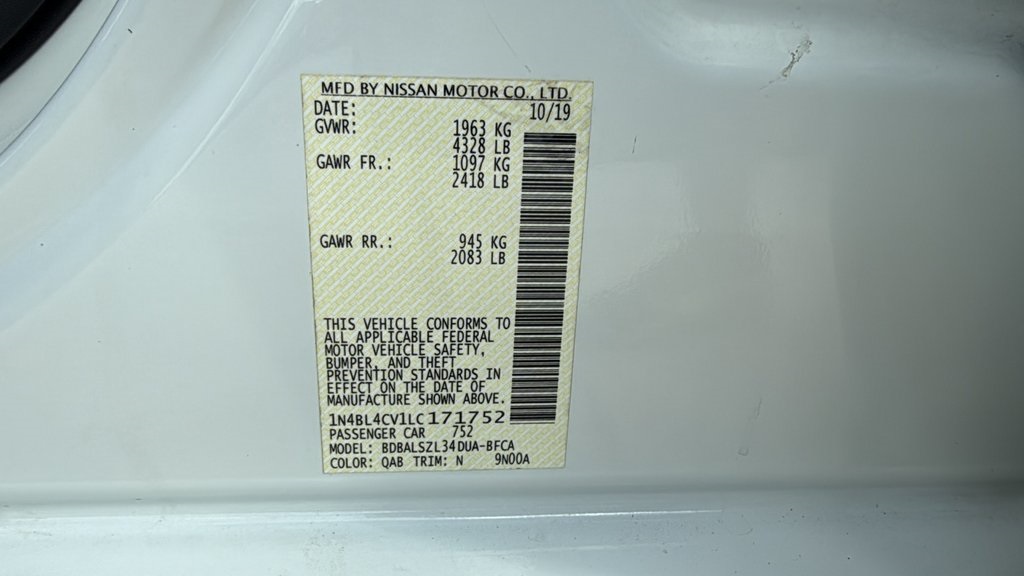 MFD BY NISSAN MOTOR CO., LTD.
DATE: 10/19
GVWR: 1963 KG
4328 LB
GAWR FR.: 1097 KG
2418 LB
GAWR RR.: 945 KG
2083 LB
THIS VEHICLE CONFORMS TO
ALL APPLICABLE FEDERAL
MOTOR VEHICLE SAFETY,
BUMPER, AND THEFT
PREVENTION STANDARDS IN
EFFECT ON THE DATE OF
MANUFACTURE SHOWN ABOVE.
1N4BL4CV1LC171752
PASSENGER CAR 752
MODEL: BDBALSZL34DUA-BFCA
COLOR: QAB TRIM: N 9N00A